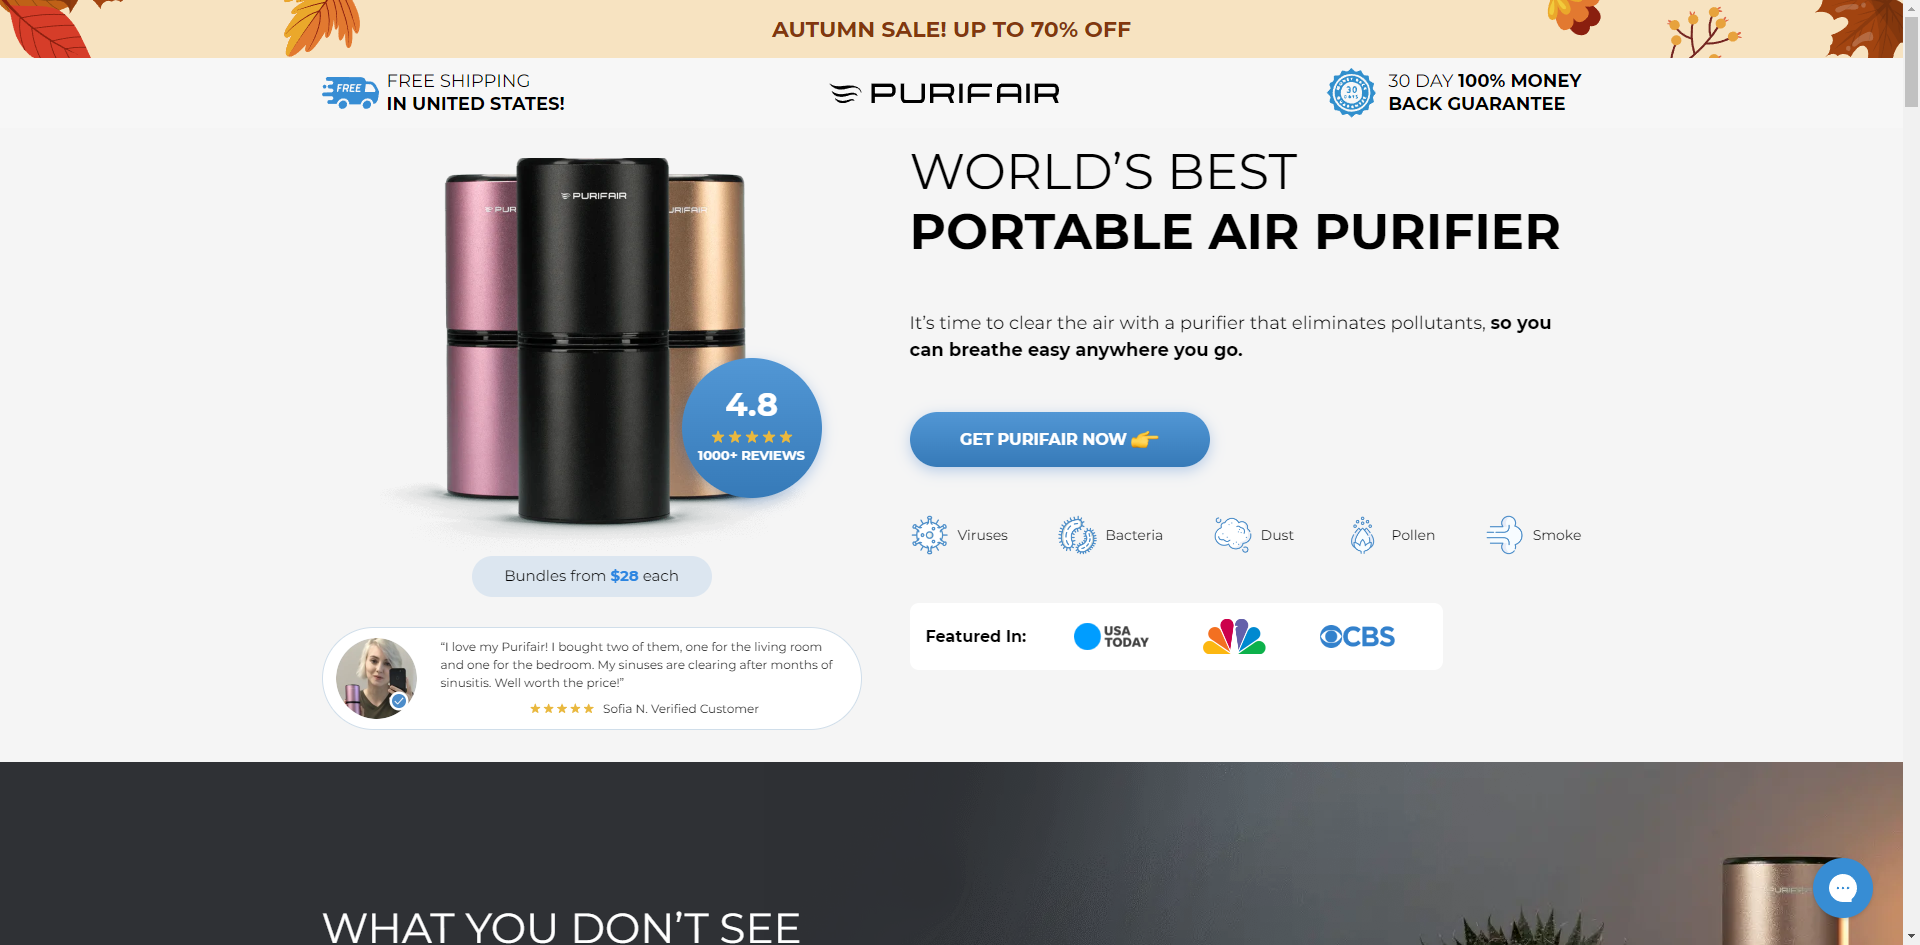 AUTUMN SALE! UP TO 70% OFF
FREE
FREE SHIPPING
IN UNITED STATES!
PURIFAIR
30
DAYS
30 DAY 100% MONEY
BACK GUARANTEE
PURIFAIR
WORLD’S BEST
PORTABLE AIR PURIFIER
It’s time to clear the air with a purifier that eliminates pollutants, so you
can breathe easy anywhere you go.
4.8
1000+ REVIEWS
GET PURIFAIR NOW
Viruses
Bacteria
Dust
Pollen
Smoke
Bundles from $28 each
Featured In:
USA
TODAY
CBS
“I love my Purifair! I bought two of them, one for the living room
and one for the bedroom. My sinuses are clearing after months of
sinusitis. Well worth the price!”
Sofia N. Verified Customer
WHAT YOU DON’T SEE